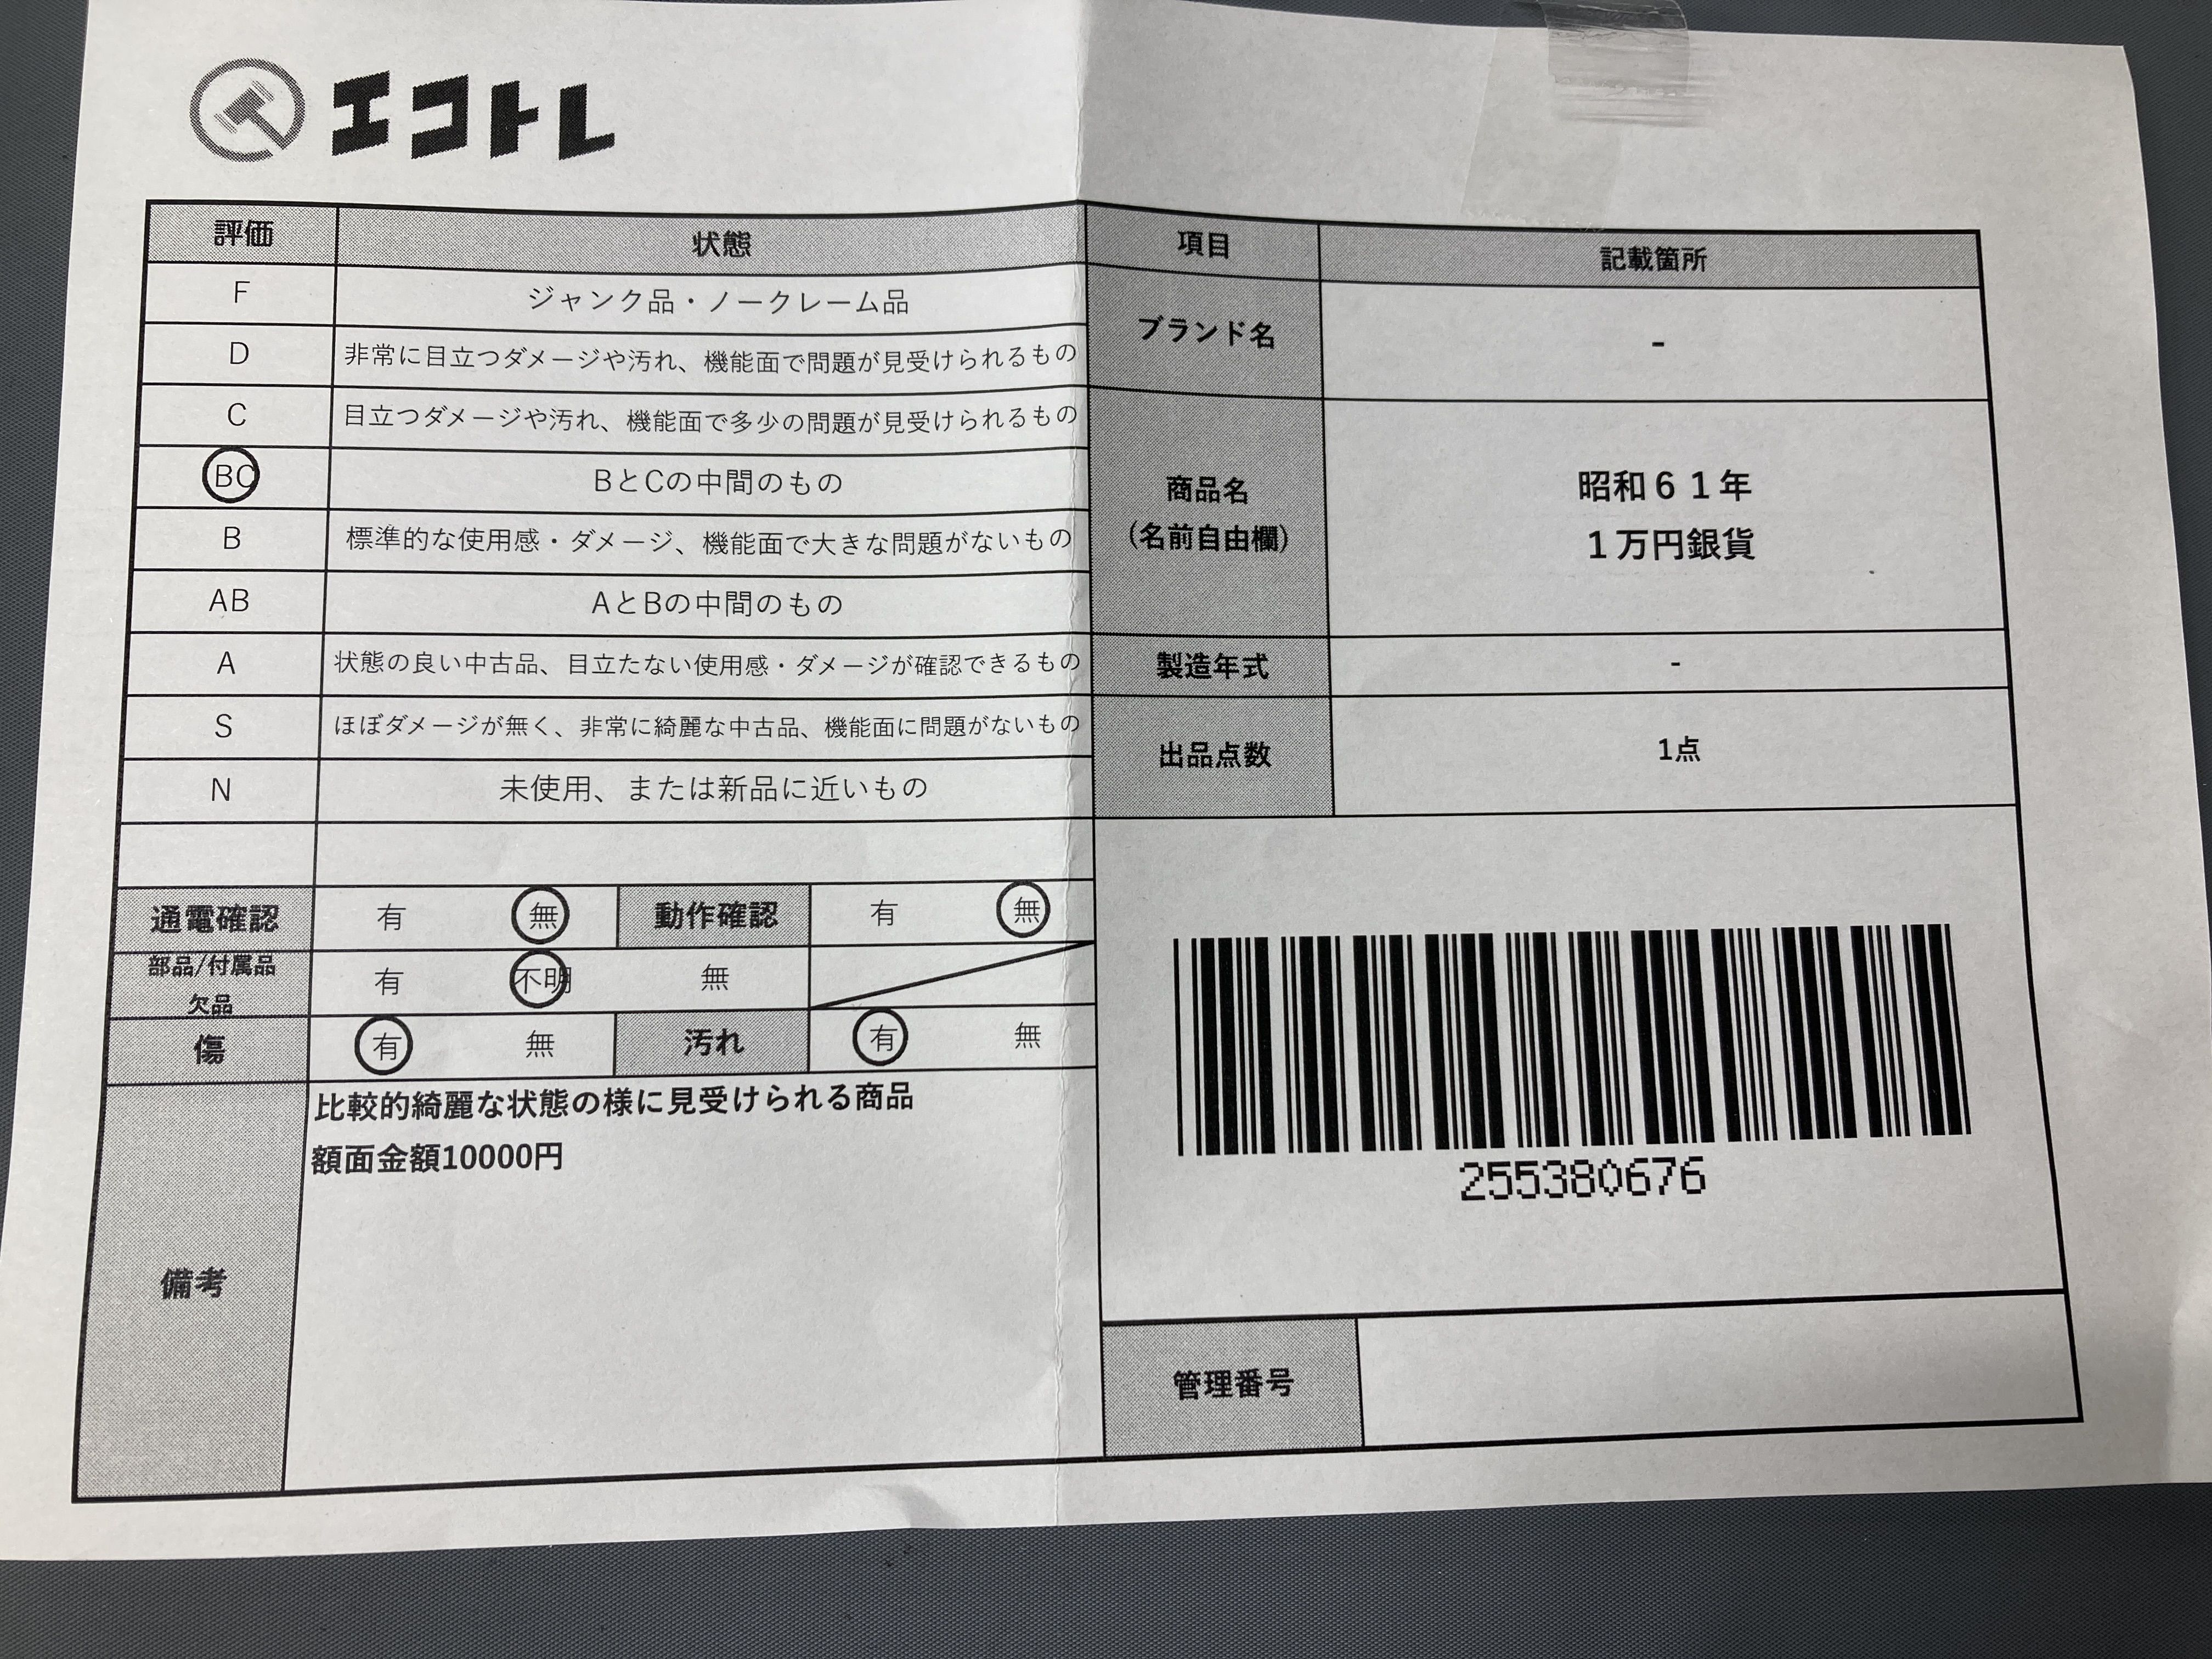 エコトレ
評価 状態
F ジャンク品・ノークレーム品
D 非常に目立つダメージや汚れ、機能面で問題が見受けられるもの
C 目立つダメージや汚れ、機能面で多少の問題が見受けられるもの
BC BとCの中間のもの
B 標準的な使用感・ダメージ、機能面で大きな問題がないもの
AB AとBの中間のもの
A 状態の良い中古品、目立たない使用感・ダメージが確認できるもの
S ほぼダメージが無く、非常に綺麗な中古品、機能面に問題がないもの
N 未使用、または新品に近いもの
通電確認 有 無 動作確認 有 無
部品/付属品
欠品 有 不明 無
傷 有 無 汚れ 有 無
備考
比較的綺麗な状態の様に見受けられる商品
額面金額10000円
項目 記載箇所
ブランド名 -
商品名
(名前自由欄)
昭和61年
1万円銀貨
製造年式 -
出品点数 1点
255380676
管理番号